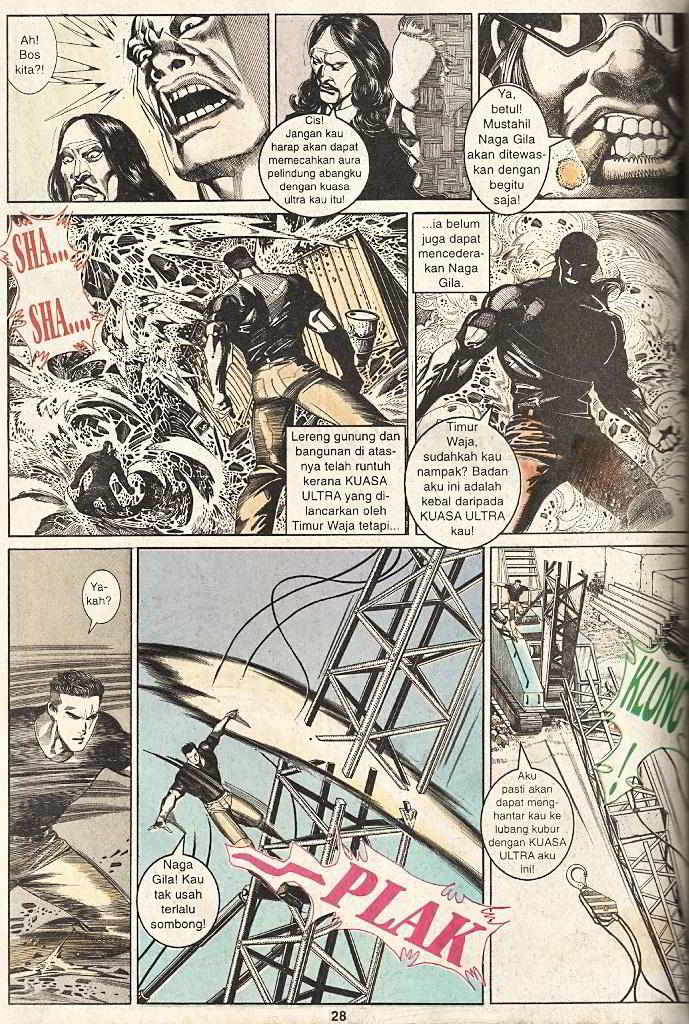 Ah!
Bos
kita?!
Cis!
Jangan kau
harap akan dapat
memecahkan aura
pelindung abangku
dengan kuasa
ultra kau itu!
Ya,
betul!
Mustahil
Naga Gila
akan ditewas-
kan dengan
begitu
saja!
SHA...
SHA....
Lereng gunung dan
bangunan di atas-
nya telah runtuh
kerana KUASA
ULTRA yang di-
lancarkan oleh
Timur Waja tetapi...
...ia belum
juga dapat
mencedera-
kan Naga
Gila.
Timur
Waja,
sudahkah kau
nampak? Badan
aku ini adalah
kebal daripada
KUASA ULTRA
kau!
Ya-
kah?
Naga
Gila! Kau
tak usah
terlalu
sombong!
PLAK
KLONG
!
Aku
pasti akan
dapat meng-
hantar kau ke
lubang kubur
dengan KUASA
ULTRA aku
ini!
28